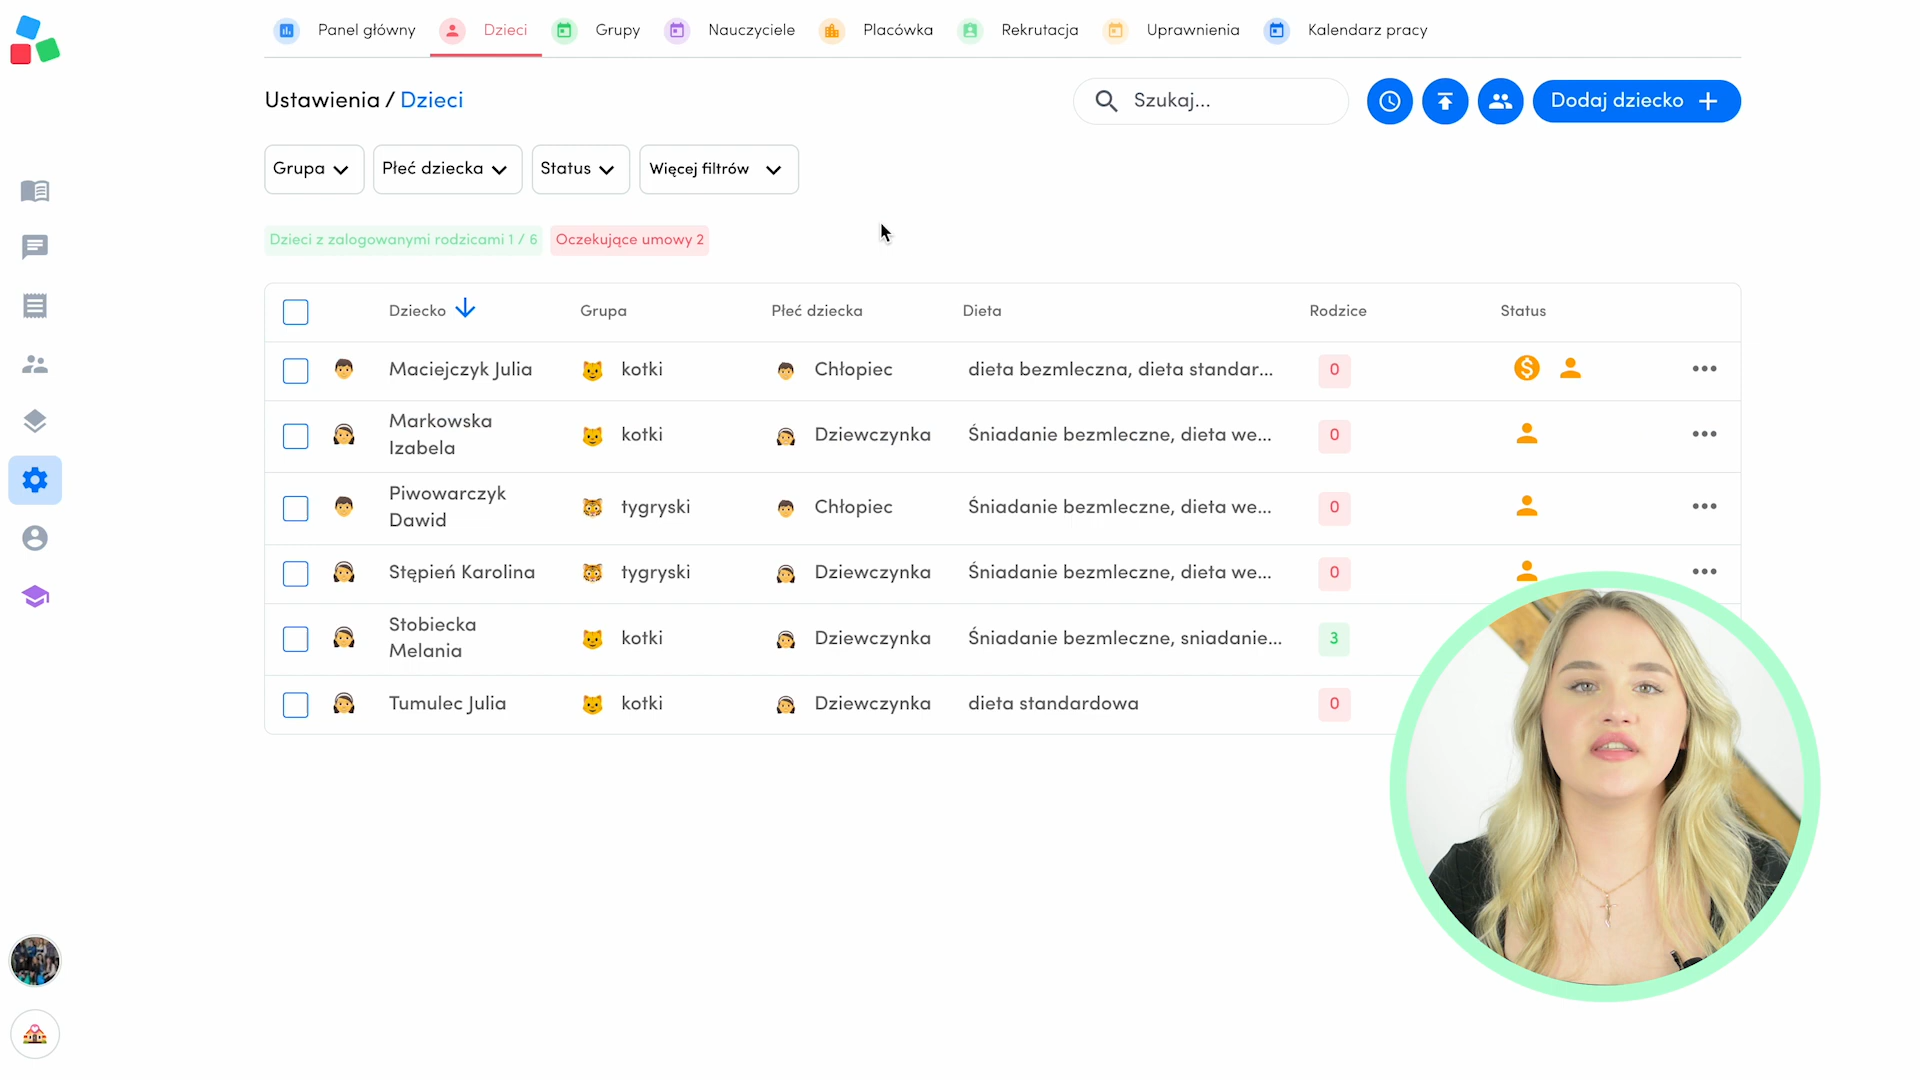 Panel główny Dzieci Grupy Nauczyciele Placówka Rekrutacja Uprawnienia Kalendarz pracy
Ustawienia / Dzieci Szukaj... Dodaj dziecko +
Grupa Płeć dziecka Status Więcej filtrów
Dzieci z zalogowanymi rodzicami 1 / 6 Oczekujące umowy 2
Dziecko Grupa Płeć dziecka Dieta Rodzice Status
Maciejczyk Julia kotki Chłopiec dieta bezmleczna, dieta standar... 0
Markowska Izabela kotki Dziewczynka Śniadanie bezmleczne, dieta we... 0
Piwowarczyk Dawid tygryski Chłopiec Śniadanie bezmleczne, dieta we... 0
Stępień Karolina tygryski Dziewczynka Śniadanie bezmleczne, dieta we... 0
Stobiecka Melania kotki Dziewczynka Śniadanie bezmleczne, sniadanie... 3
Tumulec Julia kotki Dziewczynka dieta standardowa 0